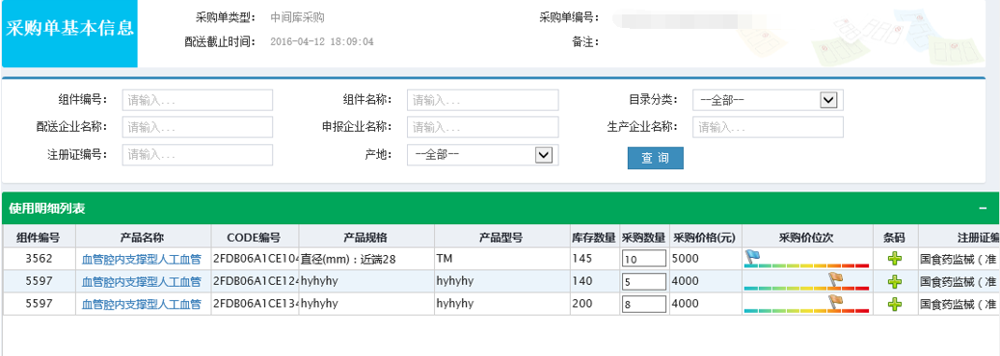 采购单基本信息
采购单类型： 中间库采购 采购单编号：
配送截止时间： 2016-04-12 18:09:04 备注：
组件编号： 请输入... 组件名称： 请输入... 目录分类： --全部--
配送企业名称： 请输入... 申报企业名称： 请输入... 生产企业名称： 请输入...
注册证编号： 请输入... 产地： --全部-- 查 询
使用明细列表
组件编号 产品名称 CODE编号 产品规格 产品型号 库存数量 采购数量 采购价格(元) 采购价位次 条码 注册证编
3562 血管腔内支撑型人工血管 2FDB06A1CE104 直径(mm)：近端28 TM 145 10 5000 国食药监械（准
5597 血管腔内支撑型人工血管 2FDB06A1CE124 hyhyhy hyhyhy 140 5 4000 国食药监械（准
5597 血管腔内支撑型人工血管 2FDB06A1CE134 hyhyhy hyhyhy 200 8 4000 国食药监械（准